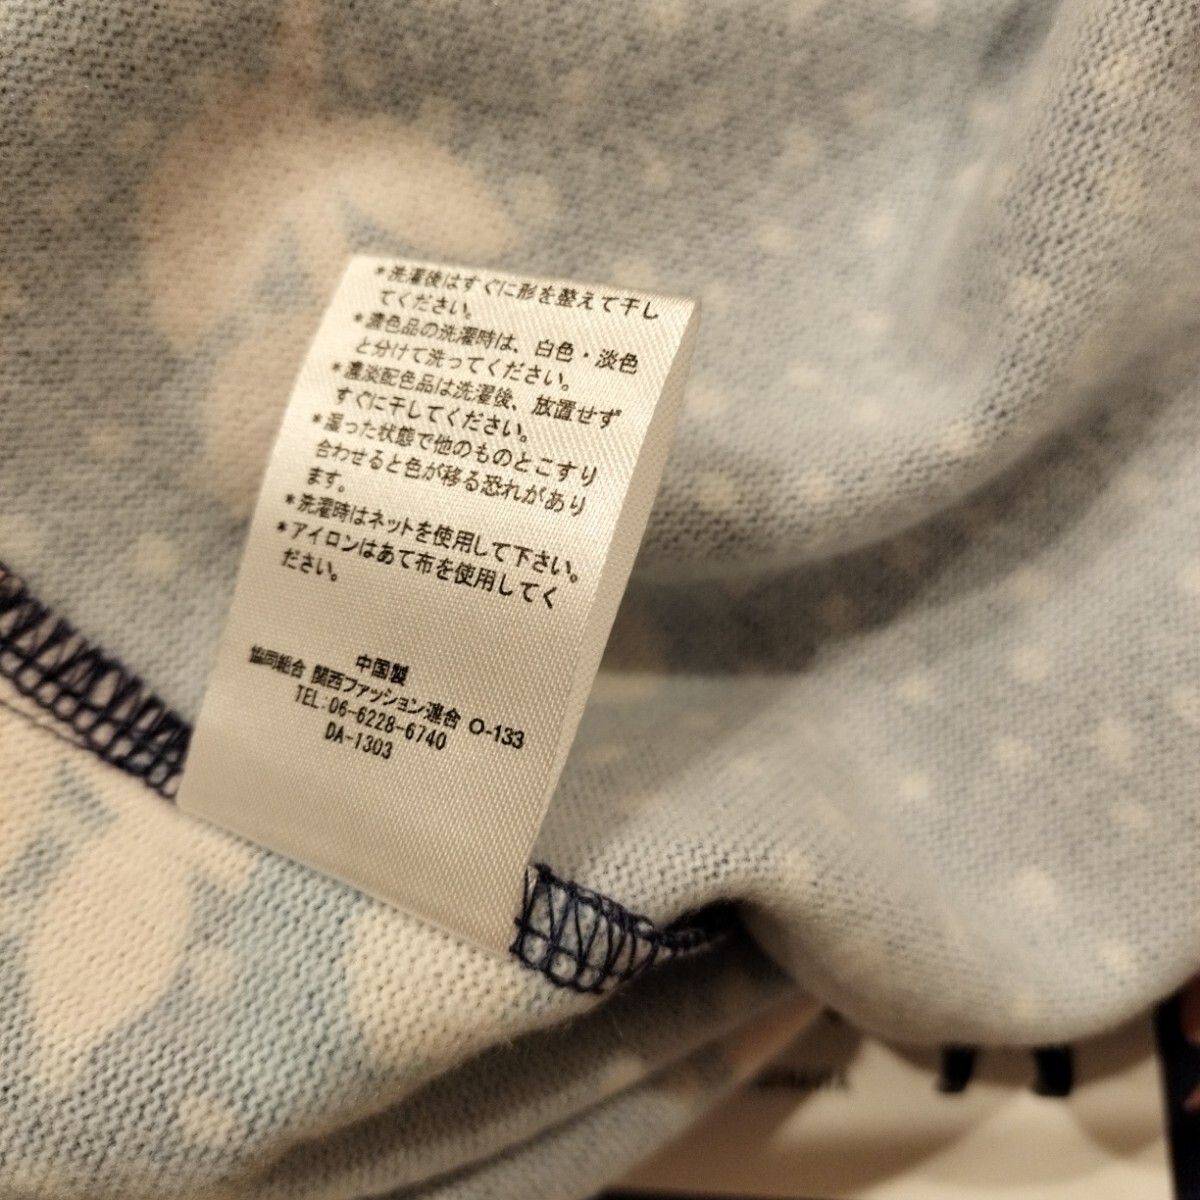 *洗濯後はすぐに形を整えて干し
てください。
*濃色品の洗濯時は、白色・淡色
と分けて洗ってください。
*濃淡配色品は洗濯後、放置せず
すぐに干してください。
*湿った状態で他のものとこすり
合わせると色が移る恐れがあり
ます。
*洗濯時はネットを使用して下さい。
*アイロンはあて布を使用してく
ださい。
中国製
協同組合 関西ファッション連合 O-133
TEL:06-6228-6740
DA-1303